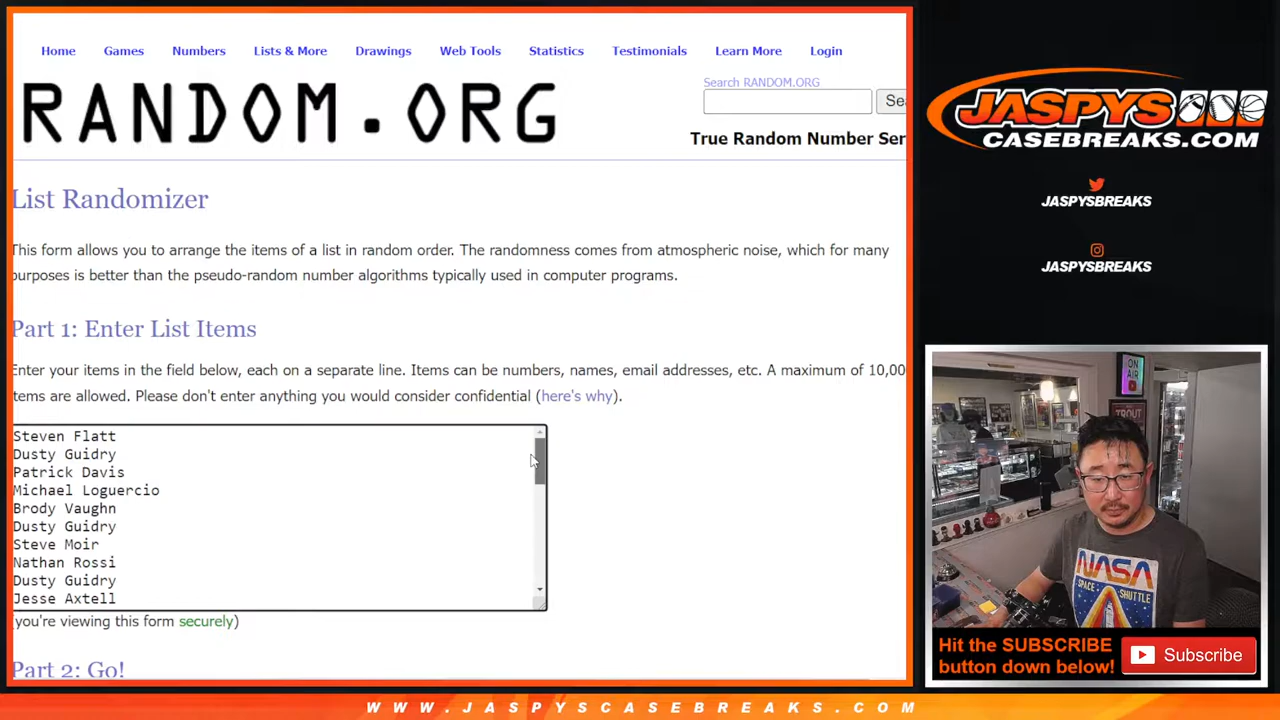 Home Games Numbers Lists & More Drawings Web Tools Statistics Testimonials Learn More Login
RANDOM.ORG
Search RANDOM.ORG
Sea
True Random Number Ser
List Randomizer
This form allows you to arrange the items of a list in random order. The randomness comes from atmospheric noise, which for many
purposes is better than the pseudo-random number algorithms typically used in computer programs.
Part 1: Enter List Items
Enter your items in the field below, each on a separate line. Items can be numbers, names, email addresses, etc. A maximum of 10,00
tems are allowed. Please don't enter anything you would consider confidential (here's why).
Steven Flatt
Dusty Guidry
Patrick Davis
Michael Loguercio
Brody Vaughn
Dusty Guidry
Steve Moir
Nathan Rossi
Dusty Guidry
Jesse Axtell
(you're viewing this form securely)
Part 2: Go!
JASPYS
CASEBREAKS.COM
JASPYSBREAKS
JASPYSBREAKS
ON AIR
TROUT
NASA
SPACE SHUTTLE
Hit the SUBSCRIBE
button down below!
Subscribe
WWW.JASPYSCASEBREAKS.COM